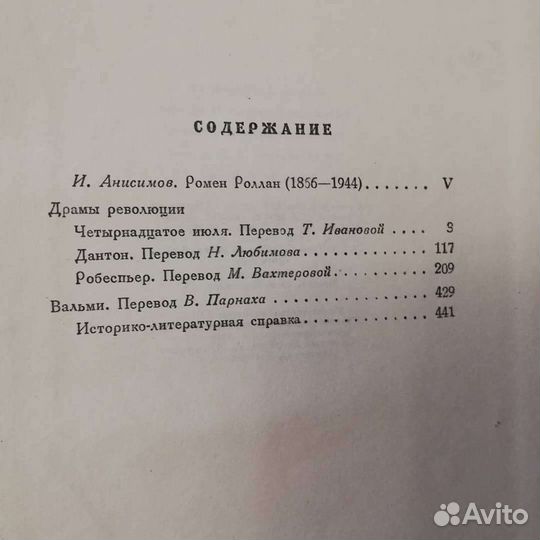 СОДЕРЖАНИЕ
И. Анисимов. Ромен Роллан (1866—1944) . . . . . . . V
Драмы революции
Четырнадцатое июля. Перевод Т. Ивановой . . . . 3
Дантон. Перевод Н. Любимова . . . . . . . . . . . . . 117
Робеспьер. Перевод М. Вахтеровой . . . . . . . . . . 209
Вальми. Перевод В. Парнаха . . . . . . . . . . . . . . . . 429
Историко-литературная справка . . . . . . . . . . . . . 441
Avito